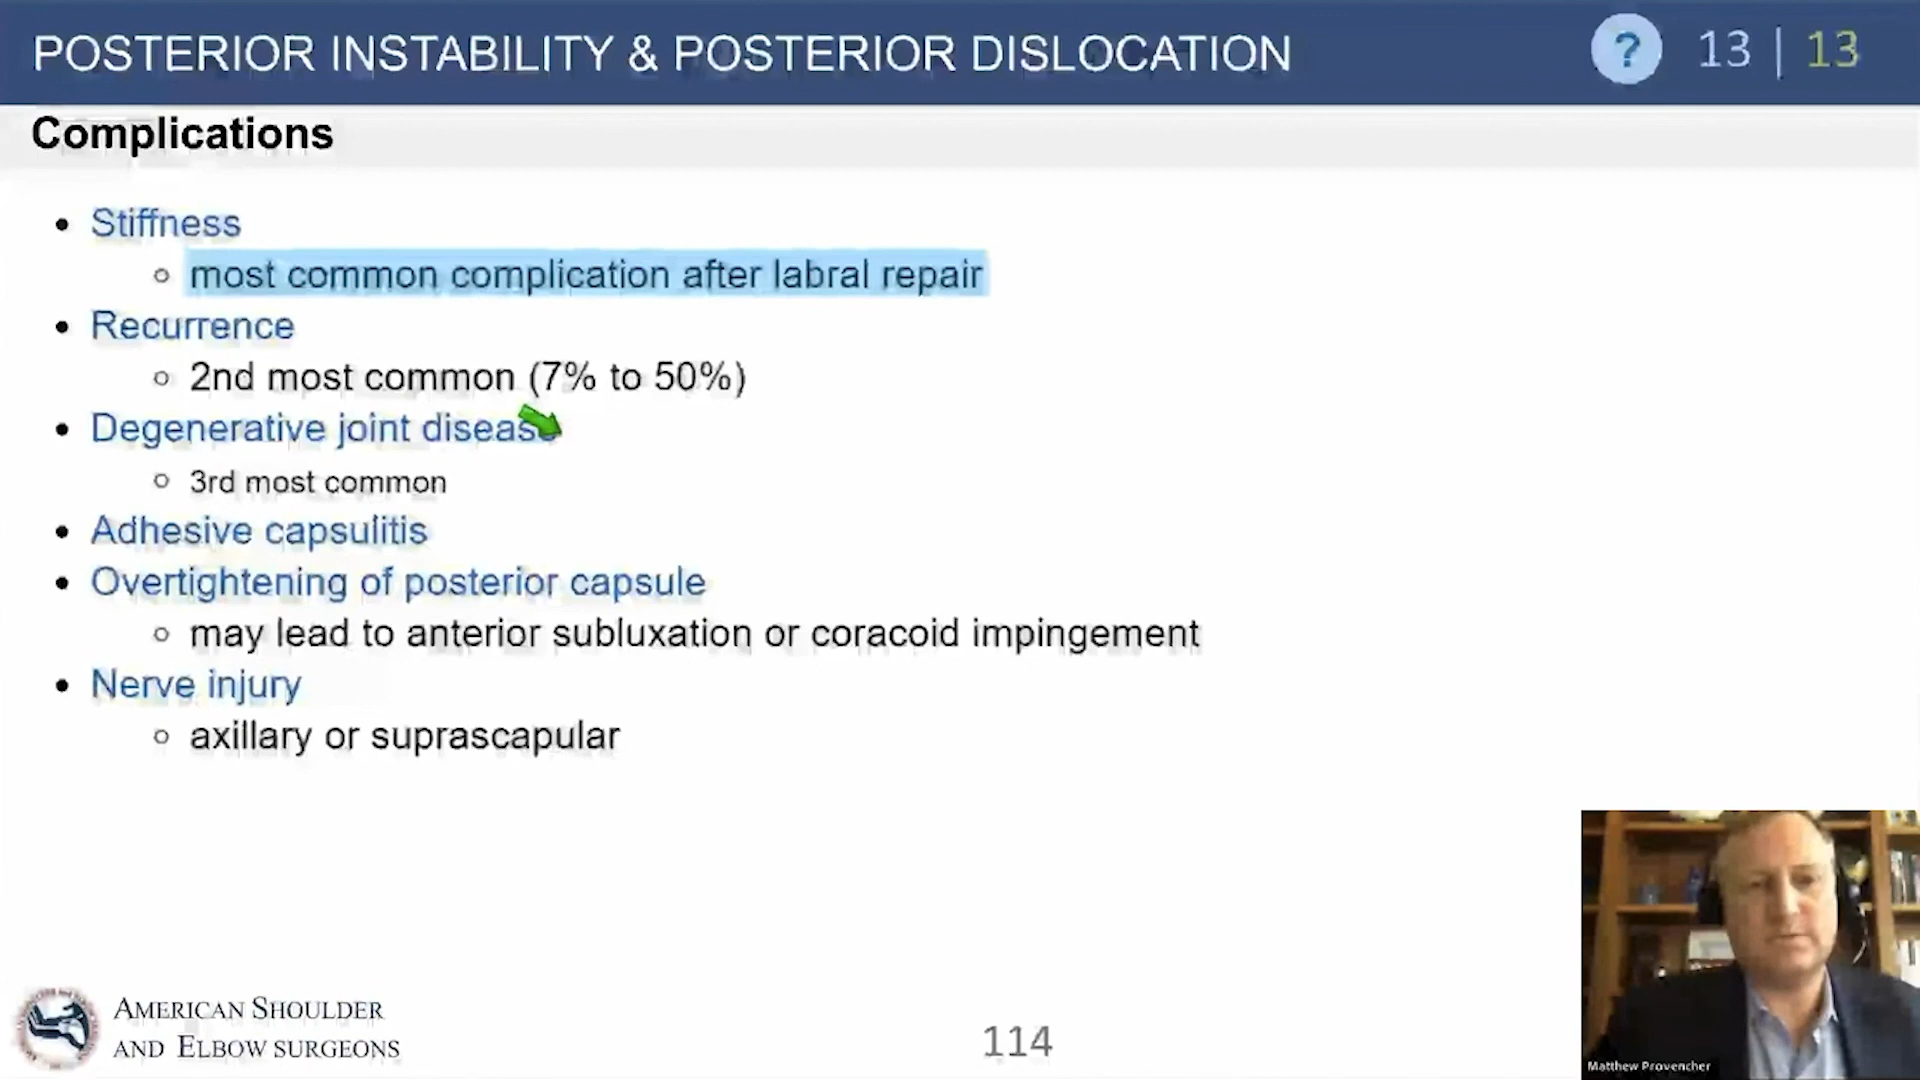 POSTERIOR INSTABILITY & POSTERIOR DISLOCATION
? 13 | 13
Complications
• Stiffness
○ most common complication after labral repair
• Recurrence
○ 2nd most common (7% to 50%)
• Degenerative joint disease
○ 3rd most common
• Adhesive capsulitis
• Overtightening of posterior capsule
○ may lead to anterior subluxation or coracoid impingement
• Nerve injury
○ axillary or suprascapular
AMERICAN SHOULDER
AND ELBOW SURGEONS
114
Matthew Provencher